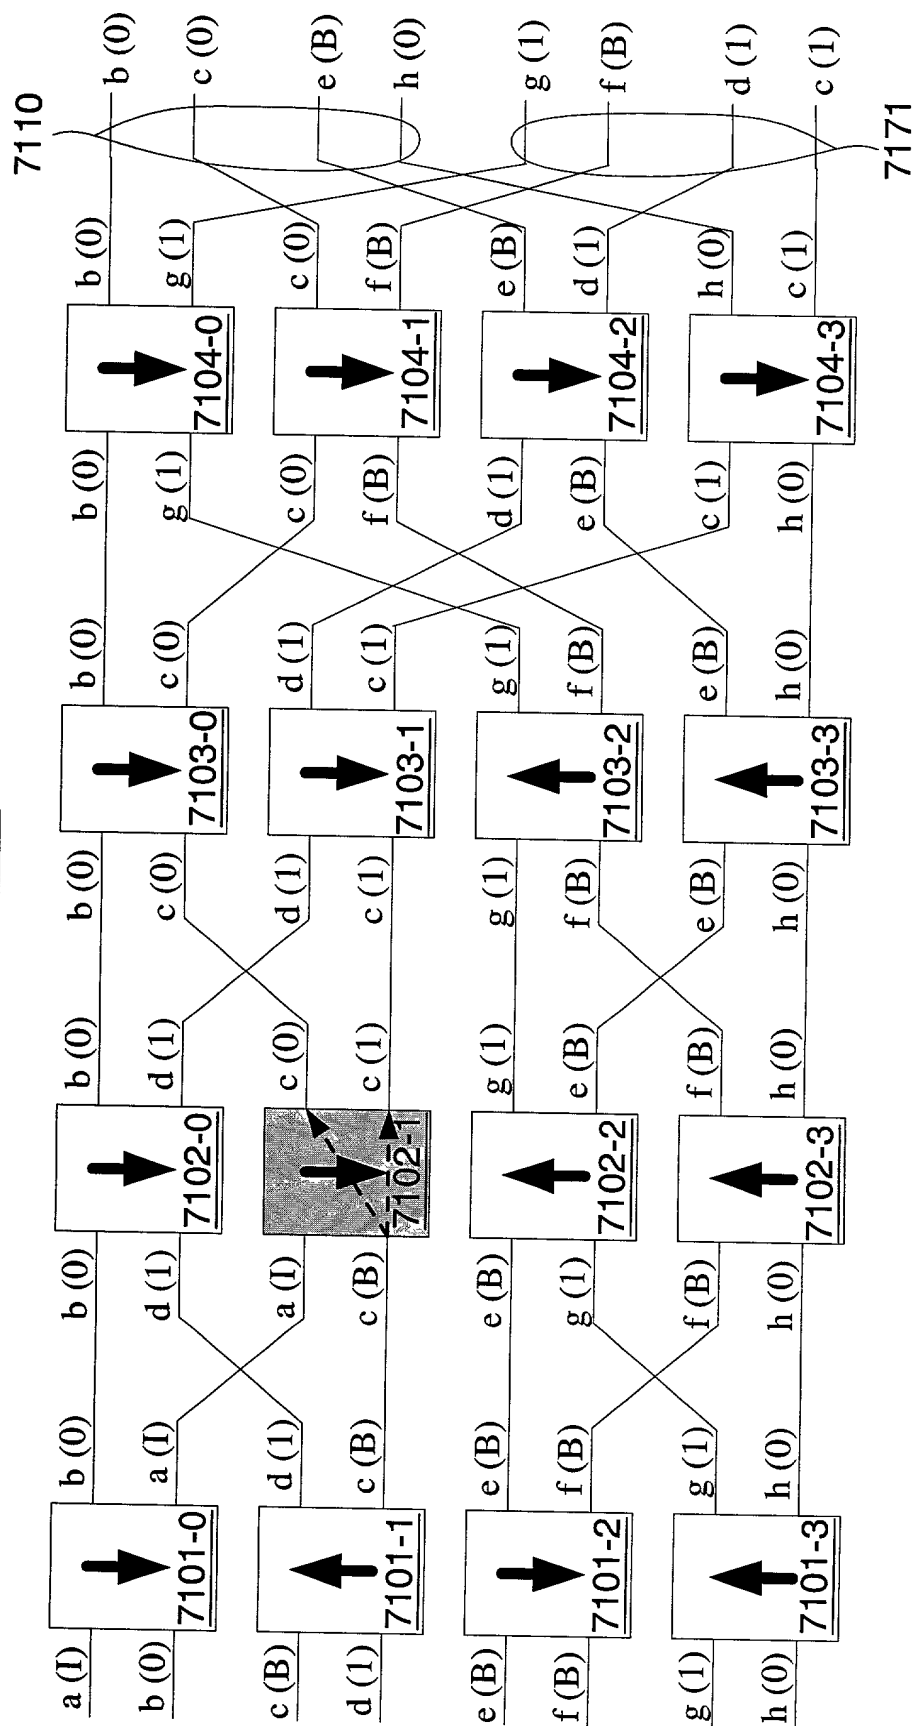 7110
a (I) b (0) b (0) b (0) b (0) b (0) b (0) b (0) b (0)
b (0) a (I) d (1) d (1) c (0) c (0) g (1) g (1) c (0)
7101-0 7102-0 7103-0 7104-0
c (B) d (1) a (I) c (0) d (1) d (1) c (0) c (0) e (B)
d (1) c (B) c (B) c (1) c (1) c (1) f (B) f (B) h (0)
7101-1 7102-1 7103-1 7104-1
e (B) e (B) e (B) g (1) g (1) g (1) d (1) e (B) g (1)
f (B) f (B) g (1) e (B) f (B) f (B) e (B) d (1) f (B)
7101-2 7102-2 7103-2 7104-2
g (1) g (1) f (B) f (B) e (B) e (B) c (1) h (0) d (1)
h (0) h (0) h (0) h (0) h (0) h (0) h (0) c (1) c (1)
7101-3 7102-3 7103-3 7104-3
7171